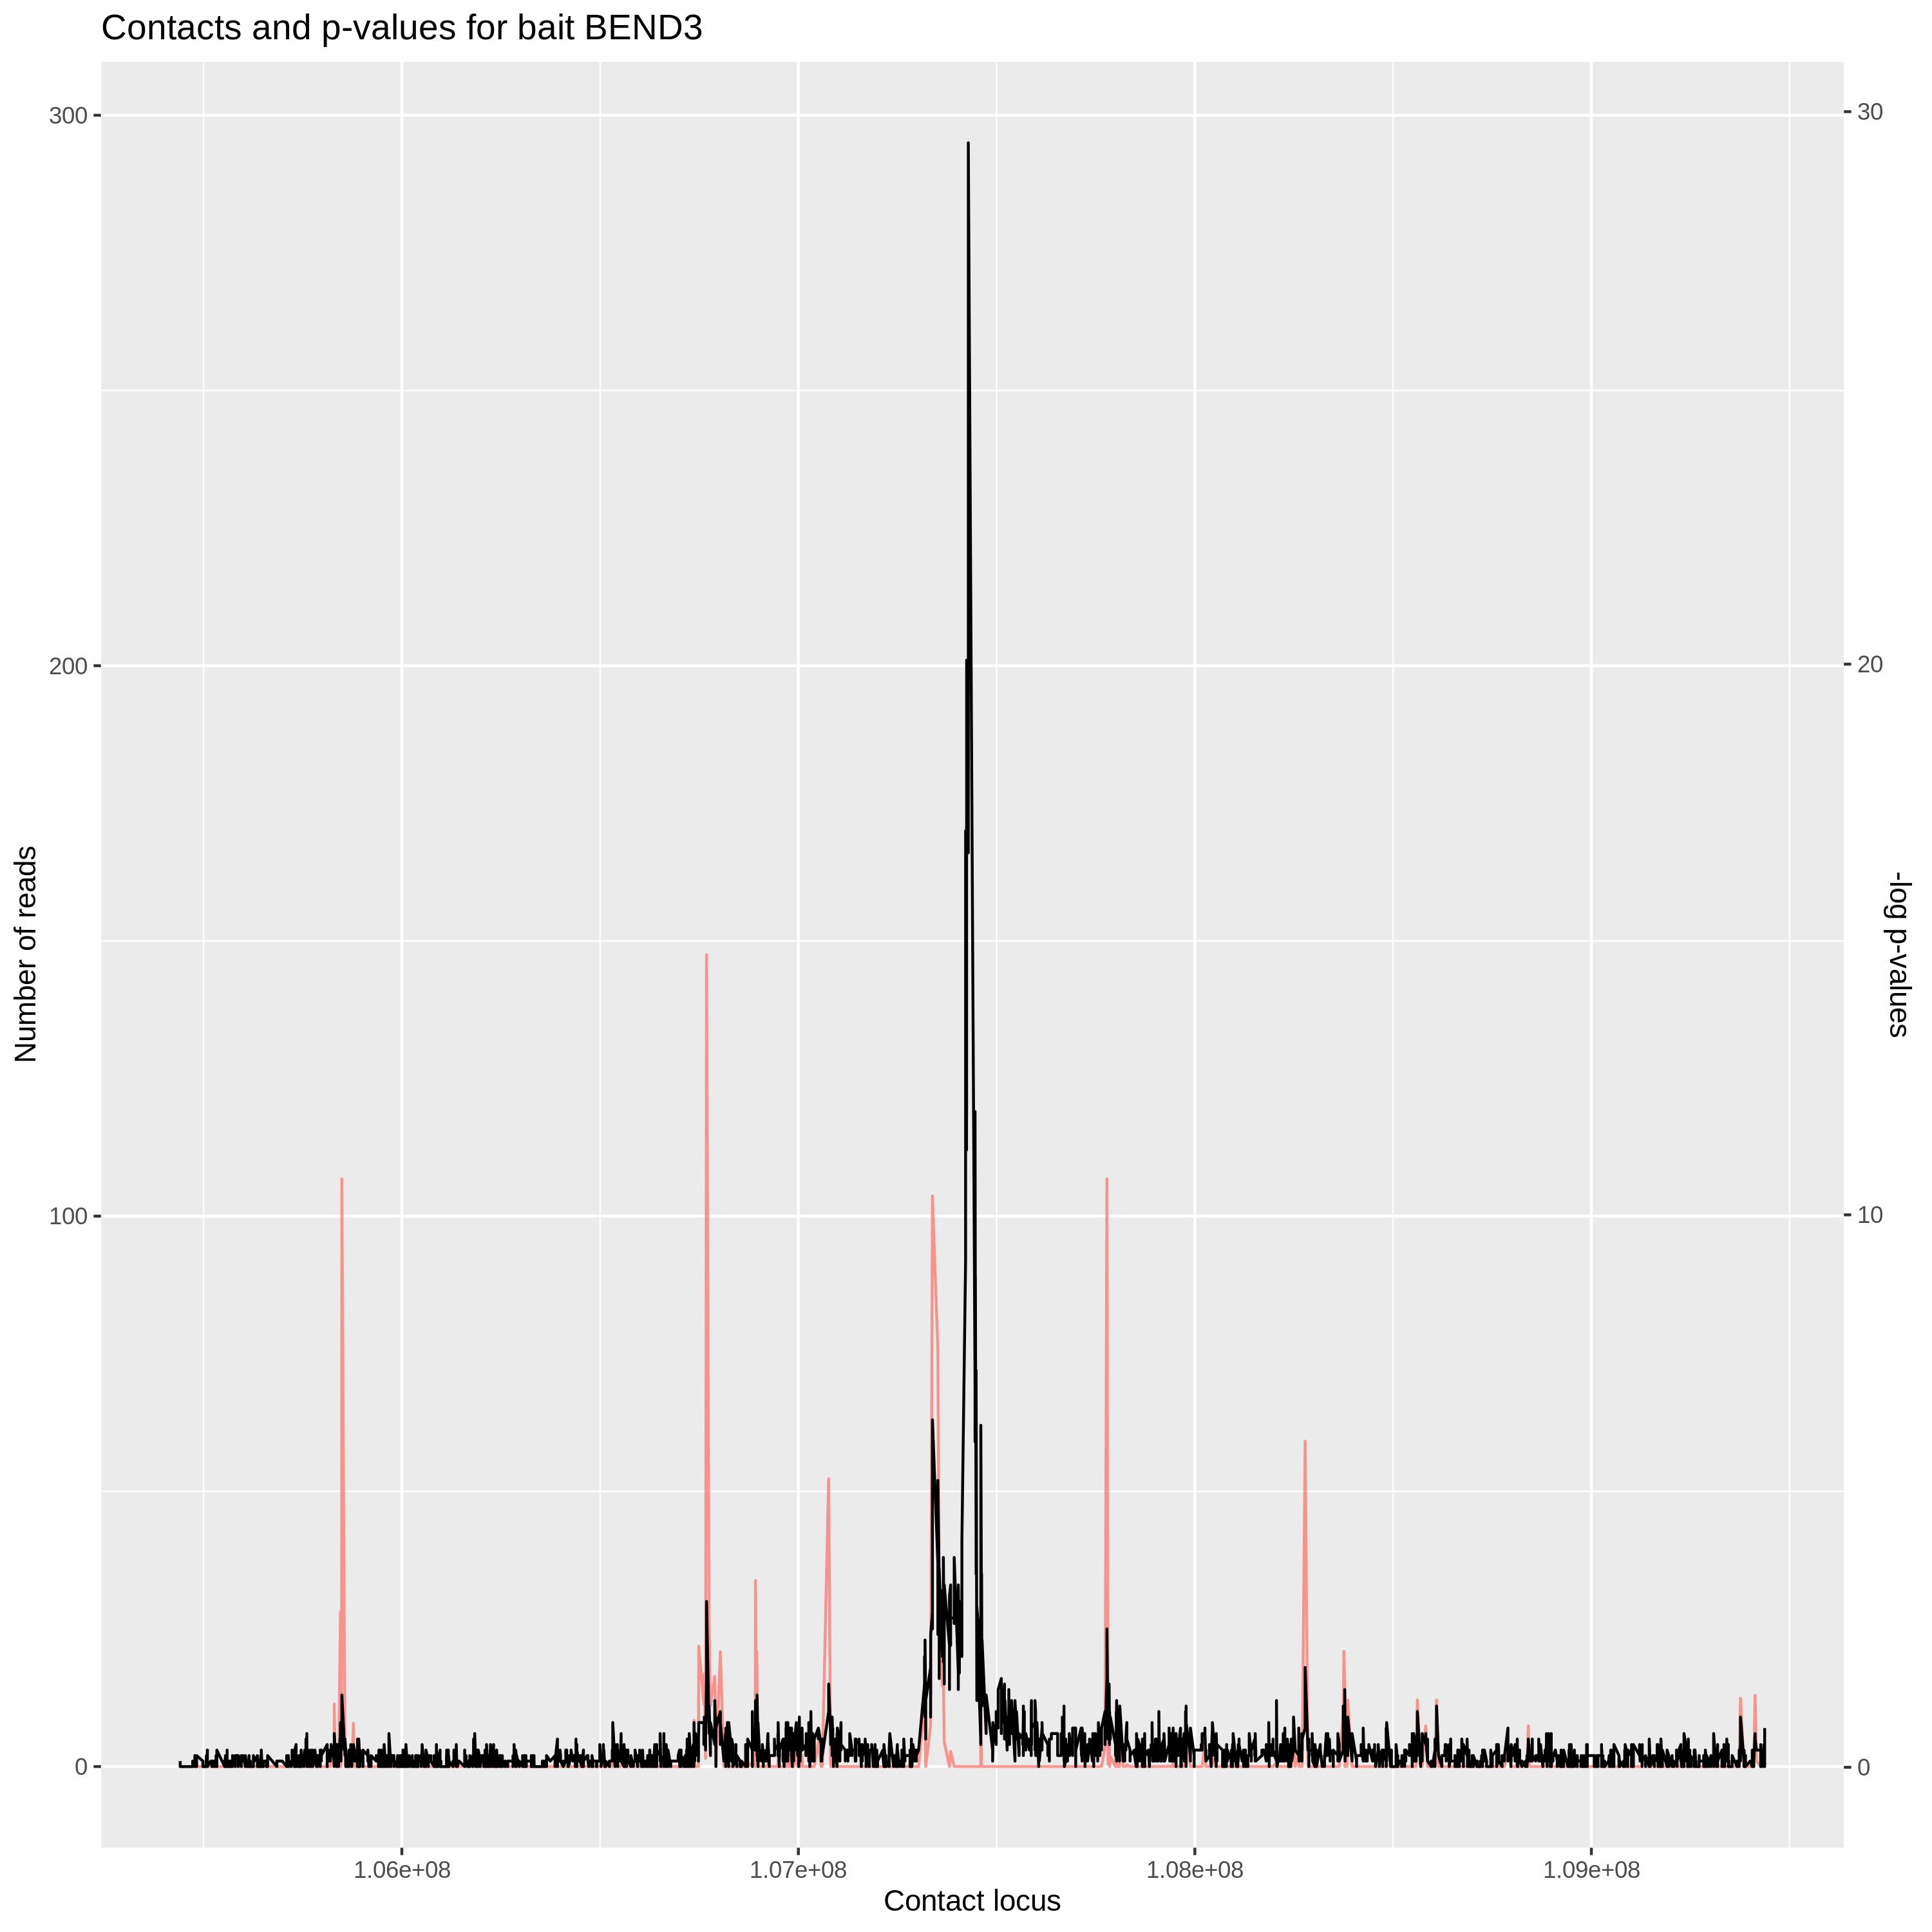 Contacts and p-values for bait BEND3
300
200
100
0
30
20
10
0
Number of reads
-log p-values
1.06e+08
1.07e+08
1.08e+08
1.09e+08
Contact locus